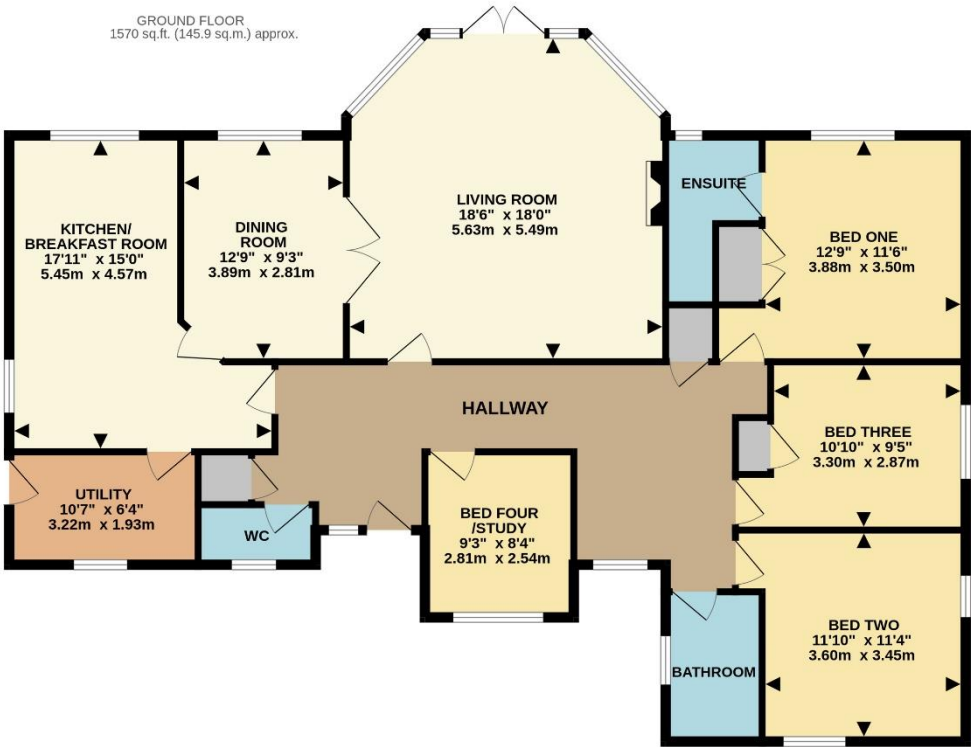 GROUND FLOOR
1570 sq.ft. (145.9 sq.m.) approx.
KITCHEN/
BREAKFAST ROOM
17'11" x 15'0"
5.45m x 4.57m
DINING
ROOM
12'9" x 9'3"
3.89m x 2.81m
LIVING ROOM
18'6" x 18'0"
5.63m x 5.49m
ENSUITE
BED ONE
12'9" x 11'6"
3.88m x 3.50m
HALLWAY
BED THREE
10'10" x 9'5"
3.30m x 2.87m
UTILITY
10'7" x 6'4"
3.22m x 1.93m
WC
BED FOUR
/STUDY
9'3" x 8'4"
2.81m x 2.54m
BATHROOM
BED TWO
11'10" x 11'4"
3.60m x 3.45m